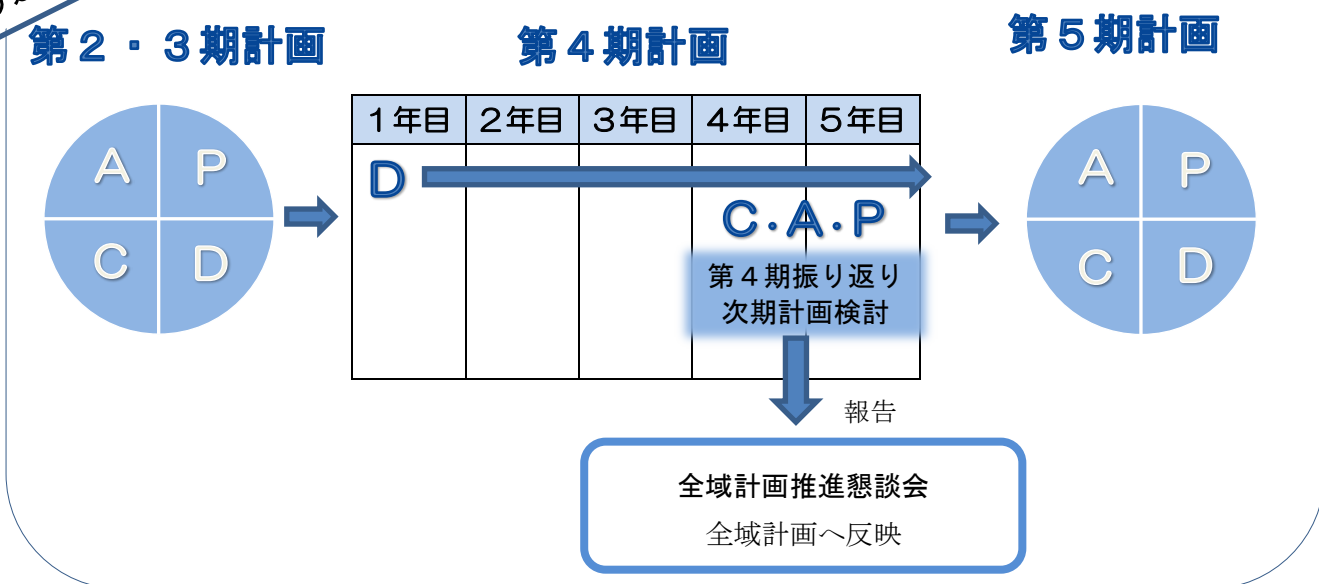 第２・３期計画
第４期計画
第５期計画
１年目 ２年目 ３年目 ４年目 ５年目
A P
C D
D
C・A・P
第４期振り返り
次期計画検討
A P
C D
報告
全域計画推進懇談会
全域計画へ反映